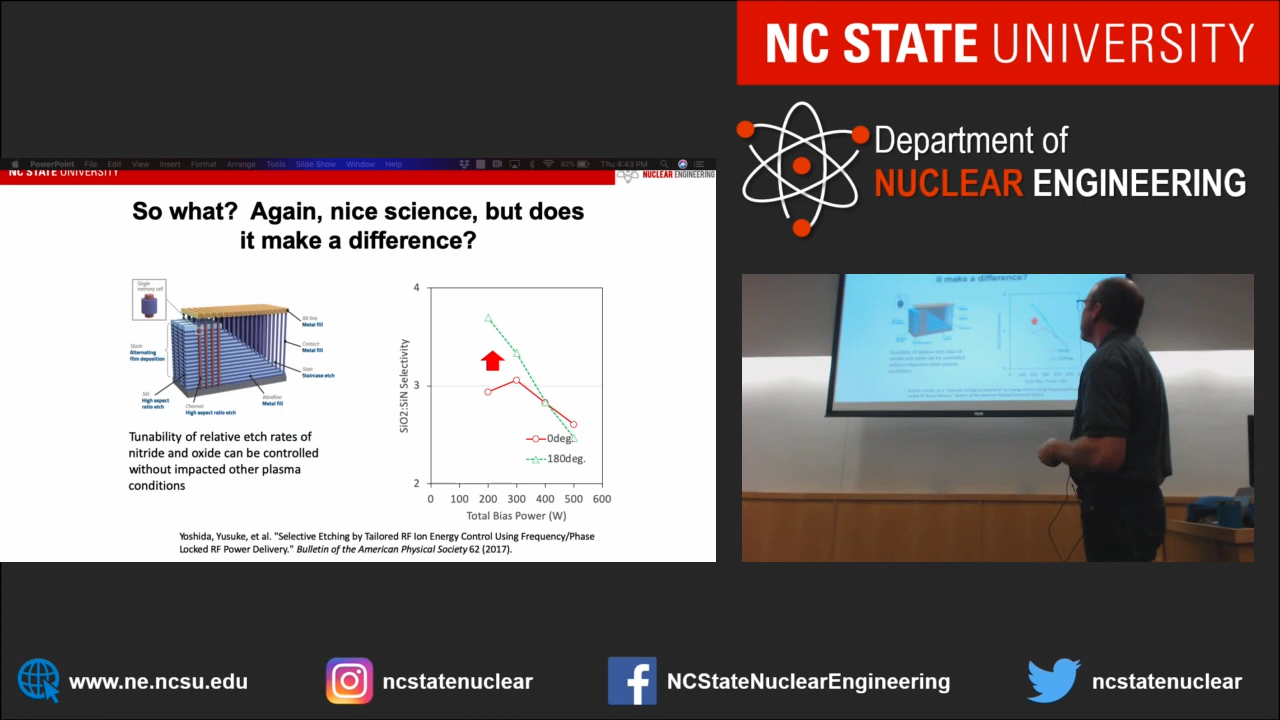 NC STATE UNIVERSITY
Department of
NUCLEAR ENGINEERING
PowerPoint File Edit View Insert Format Arrange Tools Slide Show Window Help
82% Thu 4:43 PM
NC STATE UNIVERSITY
NUCLEAR ENGINEERING
So what? Again, nice science, but does
it make a difference?
Single
memory cell
Bit line
Metal fill
Contact
Metal fill
Stack:
Alternating
film deposition
Stair
Staircase etch
Slit
High aspect
ratio etch
Channel
High aspect ratio etch
Wordline
Metal fill
Tunability of relative etch rates of
nitride and oxide can be controlled
without impacted other plasma
conditions
SiO2:SiN Selectivity
4
3
2
0 100 200 300 400 500 600
Total Bias Power (W)
0deg.
180deg.
Yoshida, Yusuke, et al. "Selective Etching by Tailored RF Ion Energy Control Using Frequency/Phase
Locked RF Power Delivery." Bulletin of the American Physical Society 62 (2017).
it make a difference?
www.ne.ncsu.edu
ncstatenuclear
NCStateNuclearEngineering
ncstatenuclear